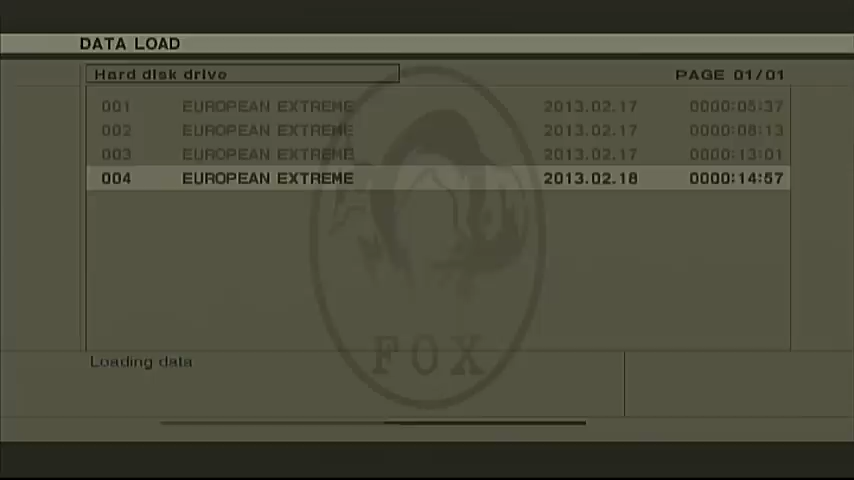 DATA LOAD
Hard disk drive PAGE 01/01
001 EUROPEAN EXTREME 2013.02.17 0000:05:37
002 EUROPEAN EXTREME 2013.02.17 0000:08:13
003 EUROPEAN EXTREME 2013.02.17 0000:13:01
004 EUROPEAN EXTREME 2013.02.18 0000:14:57
FOX
Loading data